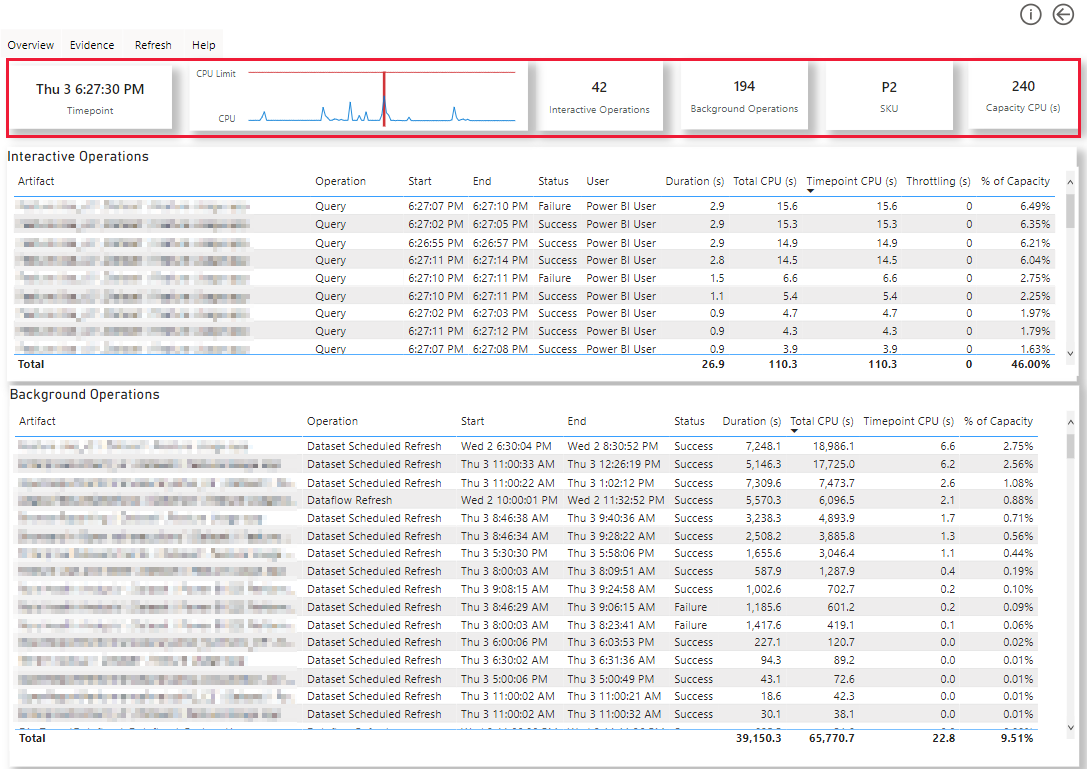 Overview Evidence Refresh Help
Thu 3 6:27:30 PM
Timepoint
CPU Limit
CPU
42
Interactive Operations
194
Background Operations
P2
SKU
240
Capacity CPU (s)
Interactive Operations
Artifact Operation Start End Status User Duration (s) Total CPU (s) Timepoint CPU (s) Throttling (s) % of Capacity
Query 6:27:07 PM 6:27:10 PM Failure Power BI User 2.9 15.6 15.6 0 6.49%
Query 6:27:02 PM 6:27:05 PM Success Power BI User 2.9 15.3 15.3 0 6.35%
Query 6:26:55 PM 6:26:57 PM Success Power BI User 2.9 14.9 14.9 0 6.21%
Query 6:27:11 PM 6:27:14 PM Success Power BI User 2.8 14.5 14.5 0 6.04%
Query 6:27:10 PM 6:27:11 PM Failure Power BI User 1.5 6.6 6.6 0 2.75%
Query 6:27:10 PM 6:27:11 PM Success Power BI User 1.1 5.4 5.4 0 2.25%
Query 6:27:02 PM 6:27:03 PM Success Power BI User 0.9 4.7 4.7 0 1.97%
Query 6:27:11 PM 6:27:12 PM Success Power BI User 0.9 4.3 4.3 0 1.79%
Query 6:27:07 PM 6:27:08 PM Success Power BI User 0.9 3.9 3.9 0 1.63%
Total 26.9 110.3 110.3 0 46.00%
Background Operations
Artifact Operation Start End Status Duration (s) Total CPU (s) Timepoint CPU (s) % of Capacity
Dataset Scheduled Refresh Wed 2 6:30:04 PM Wed 2 8:30:52 PM Success 7,248.1 18,986.1 6.6 2.75%
Dataset Scheduled Refresh Thu 3 11:00:33 AM Thu 3 12:26:19 PM Success 5,146.3 17,725.0 6.2 2.56%
Dataset Scheduled Refresh Thu 3 11:00:22 AM Thu 3 1:02:12 PM Success 7,309.6 7,473.7 2.6 1.08%
Dataflow Refresh Wed 2 10:00:01 PM Wed 2 11:32:52 PM Success 5,570.3 6,096.5 2.1 0.88%
Dataset Scheduled Refresh Thu 3 8:46:38 AM Thu 3 9:40:36 AM Success 3,238.3 4,893.9 1.7 0.71%
Dataset Scheduled Refresh Thu 3 8:46:34 AM Thu 3 9:28:22 AM Success 2,508.2 3,885.8 1.3 0.56%
Dataset Scheduled Refresh Thu 3 5:30:30 PM Thu 3 5:58:06 PM Success 1,655.6 3,046.4 1.1 0.44%
Dataset Scheduled Refresh Thu 3 8:00:03 AM Thu 3 8:09:51 AM Success 587.9 1,287.9 0.4 0.19%
Dataset Scheduled Refresh Thu 3 9:08:15 AM Thu 3 9:24:58 AM Success 1,002.6 702.7 0.2 0.10%
Dataset Scheduled Refresh Thu 3 8:46:29 AM Thu 3 9:06:15 AM Failure 1,185.6 601.2 0.2 0.09%
Dataset Scheduled Refresh Thu 3 8:00:03 AM Thu 3 8:23:41 AM Failure 1,417.6 419.1 0.1 0.06%
Dataset Scheduled Refresh Thu 3 6:00:06 PM Thu 3 6:03:53 PM Success 227.1 120.7 0.0 0.02%
Dataset Scheduled Refresh Thu 3 6:30:02 AM Thu 3 6:31:36 AM Success 94.3 89.2 0.0 0.01%
Dataset Scheduled Refresh Thu 3 5:00:06 PM Thu 3 5:00:49 PM Success 43.1 72.6 0.0 0.01%
Dataset Scheduled Refresh Thu 3 11:00:02 AM Thu 3 11:00:21 AM Success 18.6 42.3 0.0 0.01%
Dataset Scheduled Refresh Thu 3 11:00:02 AM Thu 3 11:00:32 AM Success 30.1 38.1 0.0 0.01%
Total 39,150.3 65,770.7 22.8 9.51%